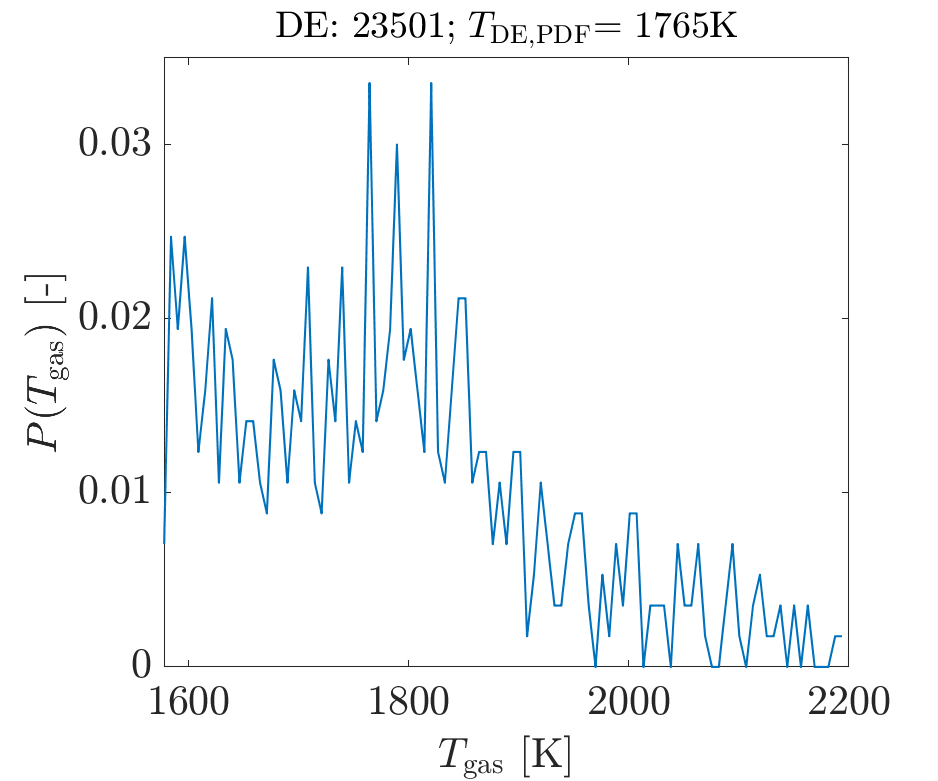 DE: 23501; T_DE,PDF= 1765K
0.03
0.02
0.01
0
P(T_gas) [-]
1600 1800 2000 2200
T_gas [K]